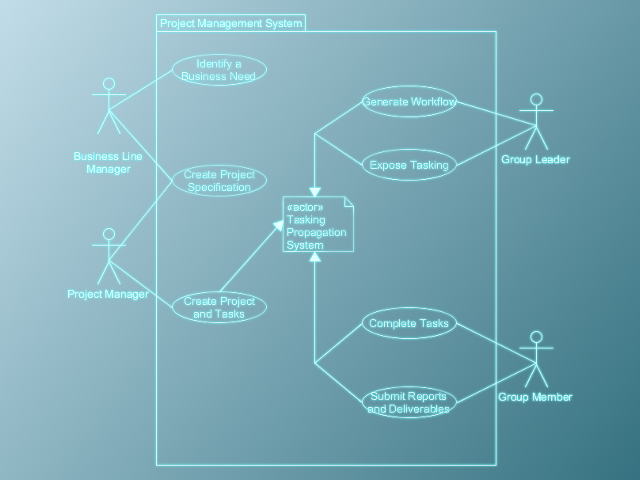 Project Management System
Identify a
Business Need
Generate Workflow
Business Line
Manager
Group Leader
Expose Tasking
Create Project
Specification
«actor»
Tasking
Propagation
System
Project Manager
Create Project
and Tasks
Complete Tasks
Submit Reports
and Deliverables
Group Member